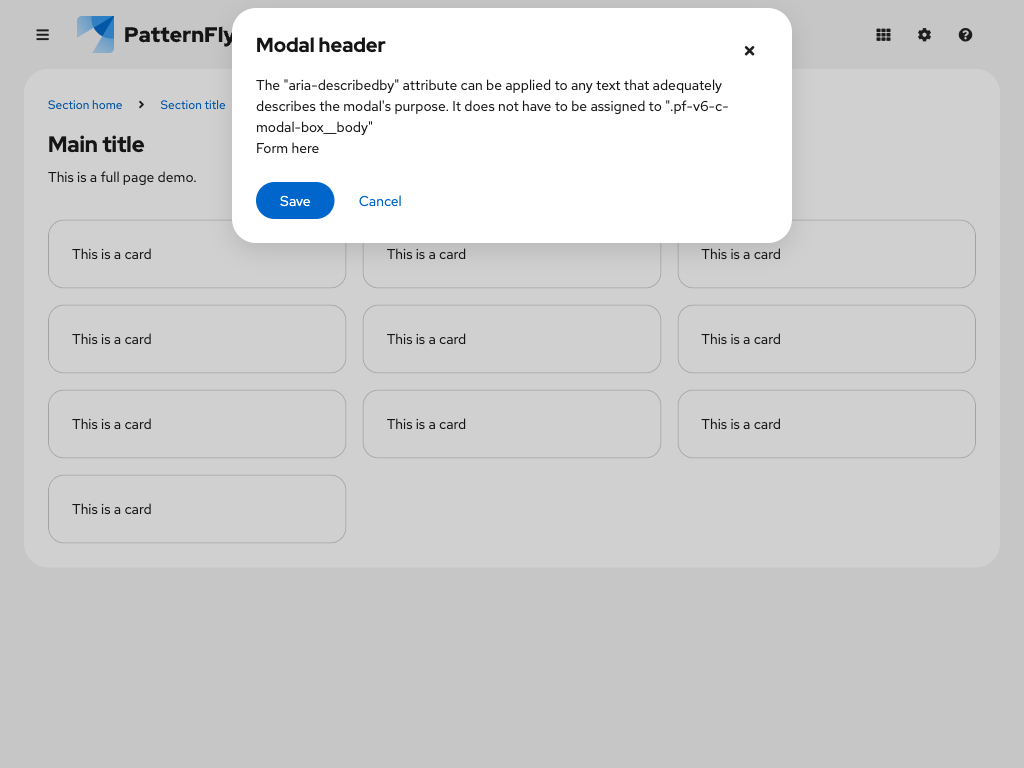 PatternFly
Modal header
The "aria-describedby" attribute can be applied to any text that adequately
describes the modal's purpose. It does not have to be assigned to ".pf-v6-c-
modal-box__body"
Form here
Save Cancel
Section home Section title
Main title
This is a full page demo.
This is a card This is a card This is a card
This is a card This is a card This is a card
This is a card This is a card This is a card
This is a card